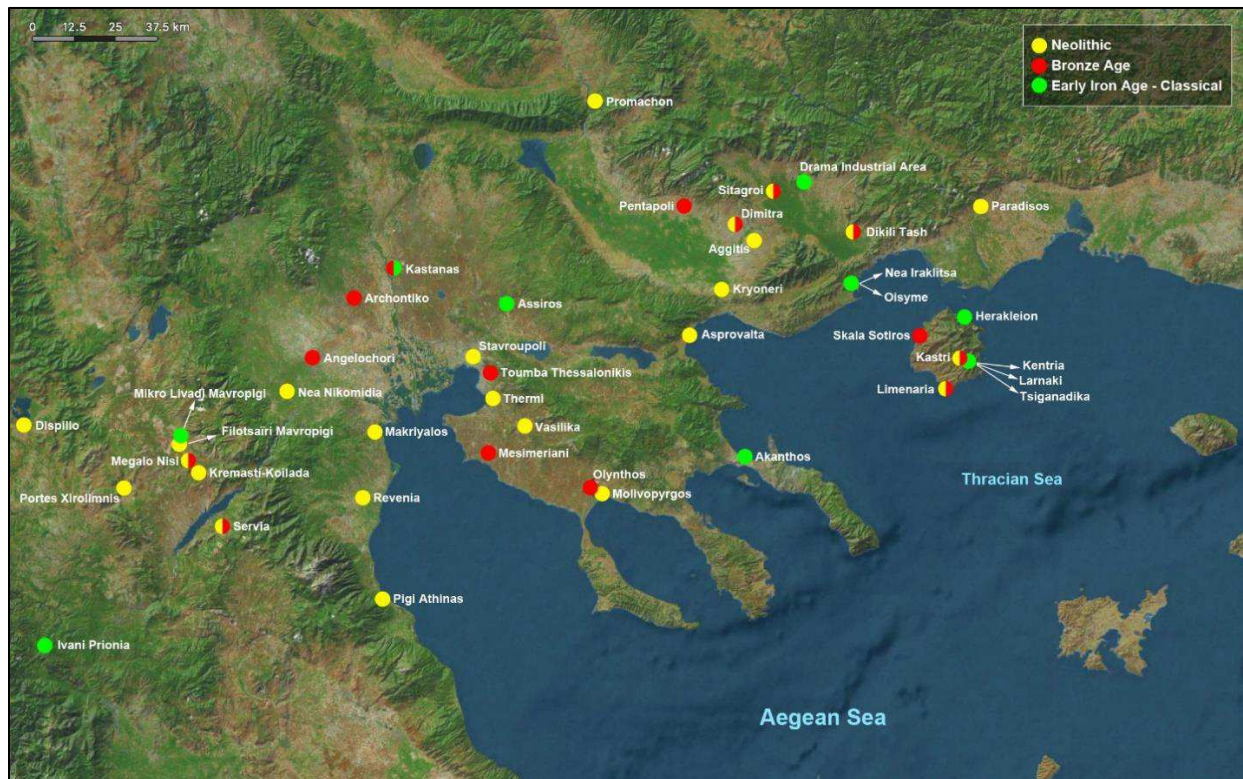 0 12.5 25 37.5 km
Neolithic
Bronze Age
Early Iron Age - Classical
Promachon
Drama Industrial Area
Sitagroi
Pentapoli
Paradisos
Dimitra
Dikili Tash
Aggitis
Kastanas
Nea Iraklitsa
Kryoneri
Oisyme
Archontiko
Assiros
Herakleion
Asprovalta
Skala Sotiros
Stavroupoli
Angelochori
Kastri
Kentria
Toumba Thessalonikis
Larnaki
Limenaria
Tsiganadika
Mikro Livadi Mavropigi
Nea Nikomidia
Thermi
Dispilio
Filotsaïri Mavropigi
Makriyalos
Vasilika
Megalo Nisi
Mesimeriani
Akanthos
Kremasti-Koilada
Olynthos
Thracian Sea
Portes Xirolimnis
Revenia
Molivopyrgos
Servia
Pigi Athinas
Ivani Prionia
Aegean Sea